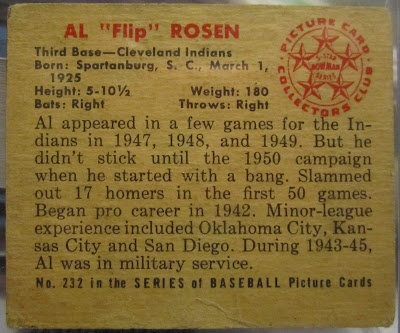 AL "Flip" ROSEN
Third Base—Cleveland Indians
Born: Spartanburg, S. C., March 1,
1925
Height: 5-10½ Weight: 180
Bats: Right Throws: Right
PICTURE CARD
5-STAR
BOWMAN
SERIES
COLLECTORS CLUB
Al appeared in a few games for the In-
dians in 1947, 1948, and 1949. But he
didn't stick until the 1950 campaign
when he started with a bang. Slammed
out 17 homers in the first 50 games.
Began pro career in 1942. Minor-league
experience included Oklahoma City, Kan-
sas City and San Diego. During 1943-45,
Al was in military service.
No. 232 in the SERIES of BASEBALL Picture Cards